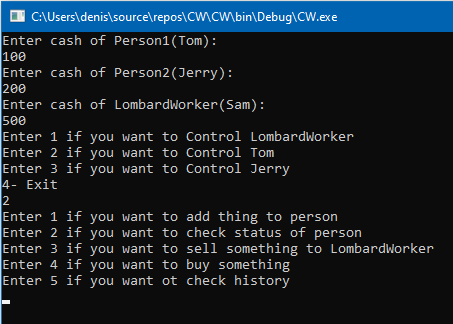 C:\Users\denis\source\repos\CW\CW\bin\Debug\CW.exe
Enter cash of Person1(Tom):
100
Enter cash of Person2(Jerry):
200
Enter cash of LombardWorker(Sam):
500
Enter 1 if you want to Control LombardWorker
Enter 2 if you want to Control Tom
Enter 3 if you want to Control Jerry
4- Exit
2
Enter 1 if you want to add thing to person
Enter 2 if you want to check status of person
Enter 3 if you want to sell something to LombardWorker
Enter 4 if you want to buy something
Enter 5 if you want ot check history